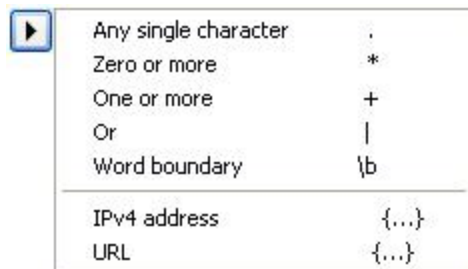 Any single character .
Zero or more *
One or more +
Or |
Word boundary \b
IPv4 address {...}
URL {...}